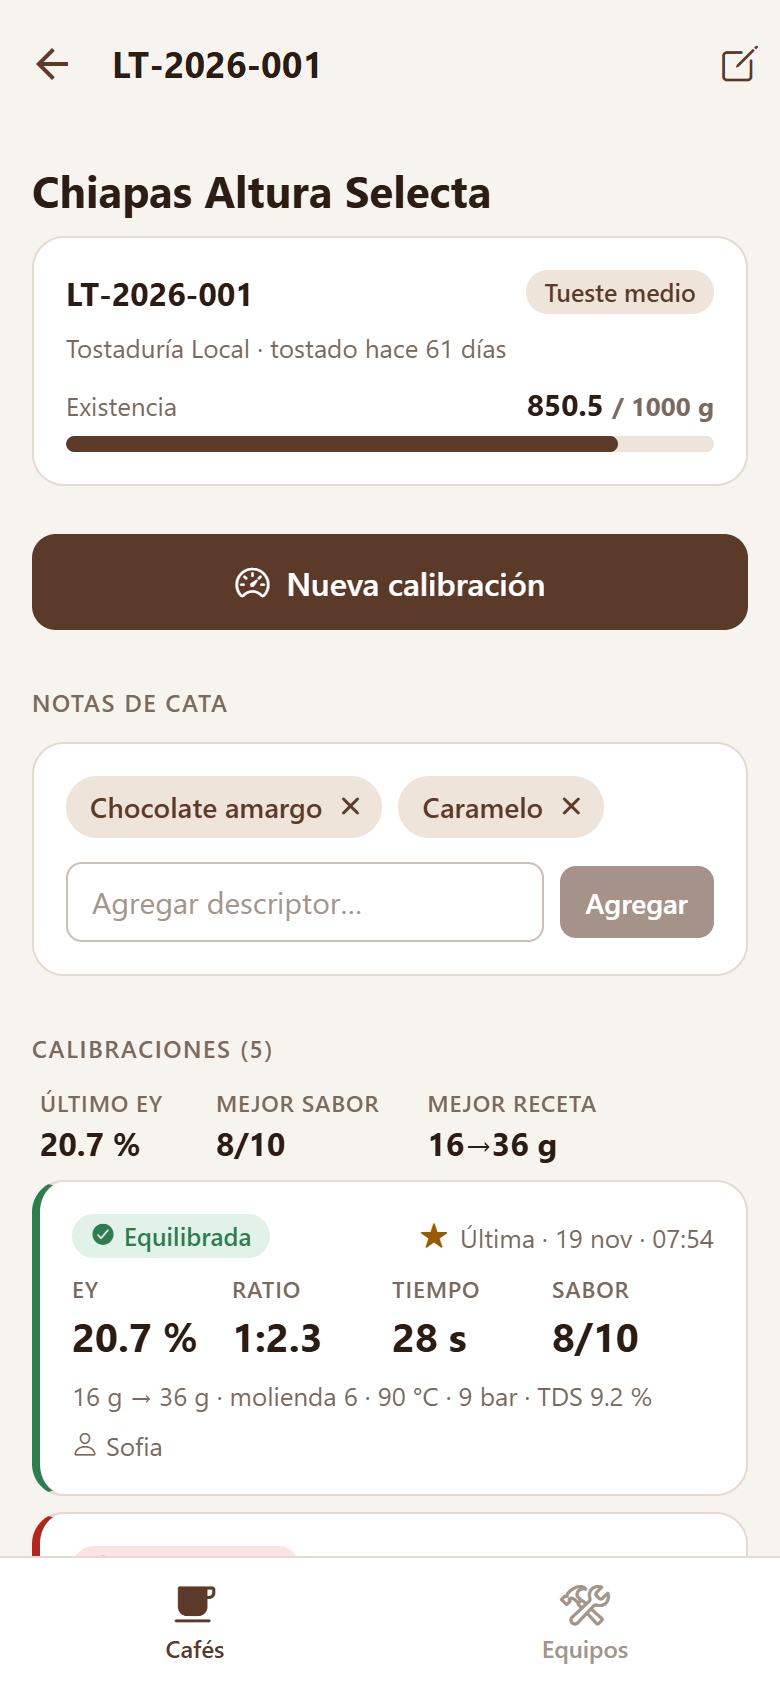 LT-2026-001
Chiapas Altura Selecta
LT-2026-001
Tueste medio
Tostaduría Local · tostado hace 61 días
Existencia
850.5 / 1000 g
Nueva calibración
NOTAS DE CATA
Chocolate amargo
Caramelo
Agregar descriptor...
Agregar
CALIBRACIONES (5)
ÚLTIMO EY MEJOR SABOR MEJOR RECETA
20.7 % 8/10 16→36 g
Equilibrada
Última · 19 nov · 07:54
EY RATIO TIEMPO SABOR
20.7 % 1:2.3 28 s 8/10
16 g → 36 g · molienda 6 · 90 °C · 9 bar · TDS 9.2 %
Sofia
Cafés
Equipos